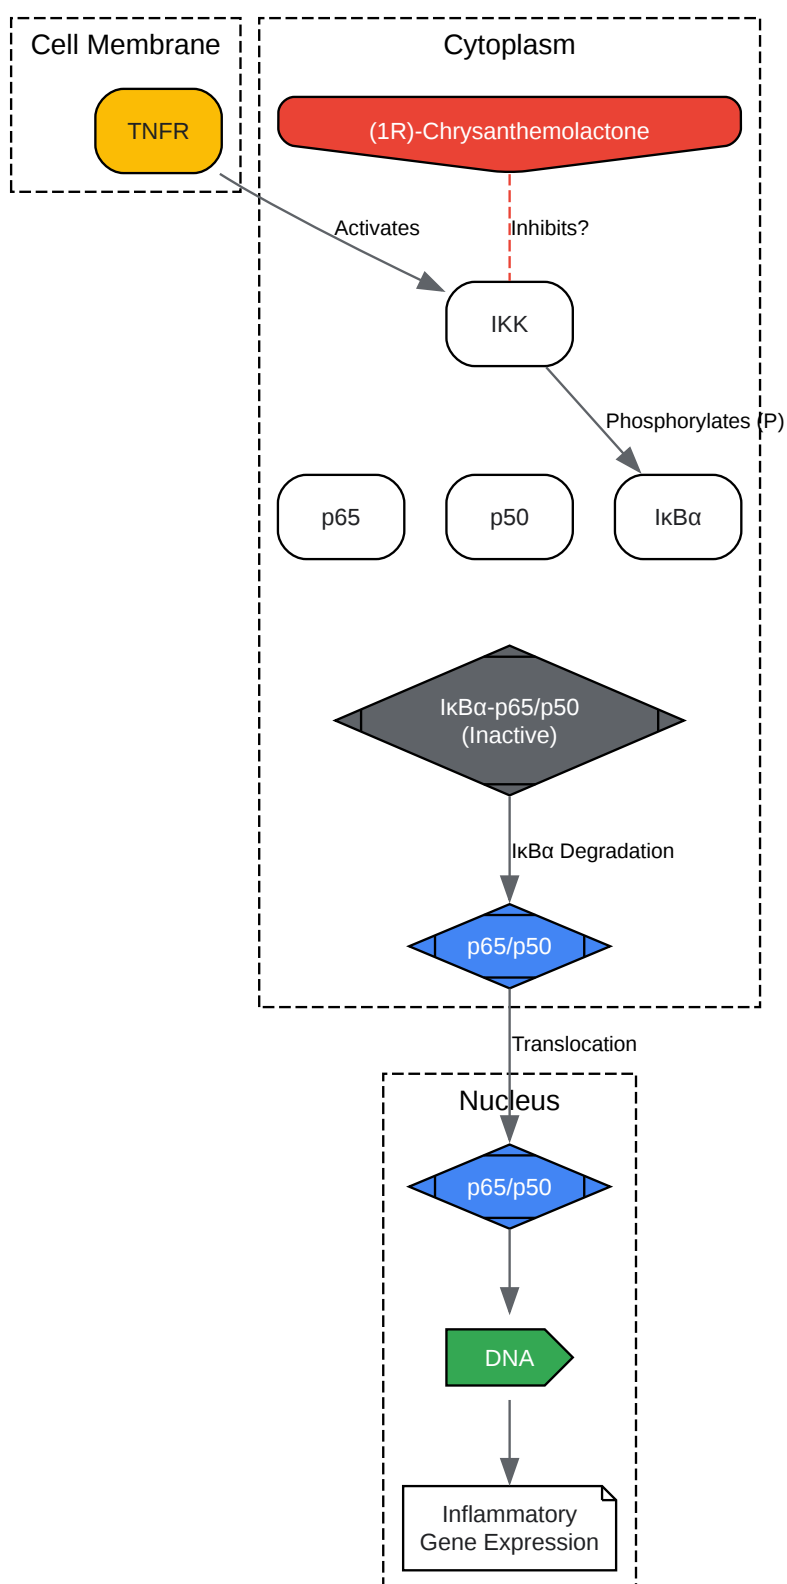 Cell Membrane
Cytoplasm
TNFR
(1R)-Chrysanthemolactone
Activates
Inhibits?
IKK
Phosphorylates (P)
p65
p50
IκBα
IκBα-p65/p50
(Inactive)
IκBα Degradation
p65/p50
Translocation
Nucleus
p65/p50
DNA
Inflammatory
Gene Expression